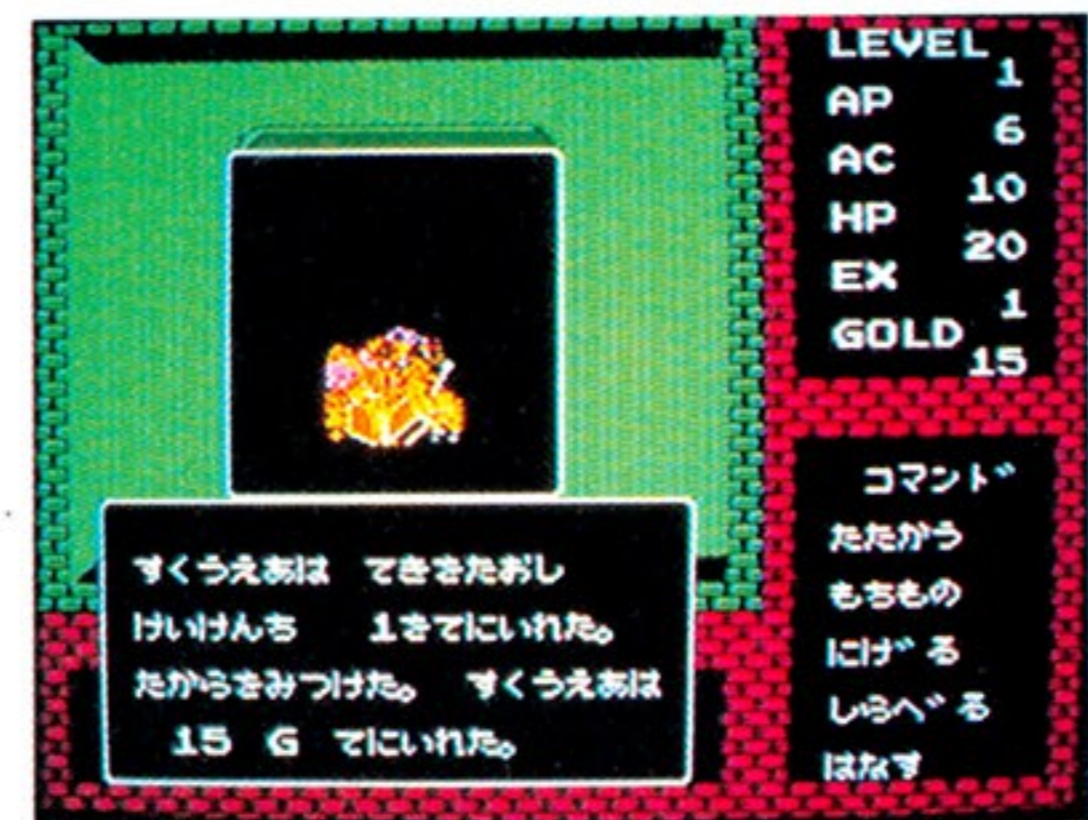 LEVEL
1
AP
6
AC
10
HP
20
EX
1
GOLD
15
コマンド
たたかう
もちもの
にげる
しらべる
はなす
すくうえあは てきをたおし
けいけんち 1をてにいれた。
たからをみつけた。 すくうえあは
15 G てにいれた。